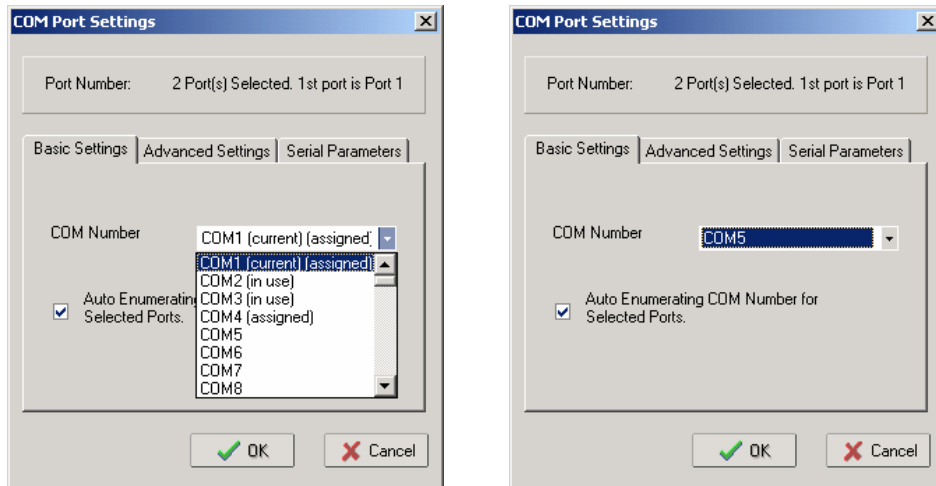 COM Port Settings
Port Number: 2 Port(s) Selected. 1st port is Port 1
Basic Settings Advanced Settings Serial Parameters
COM Number COM1 (current) (assigned)
COM1 (current) (assigned)
COM2 (in use)
COM3 (in use)
COM4 (assigned)
COM5
COM6
COM7
COM8
Auto Enumerating
Selected Ports.
OK Cancel
COM Port Settings
Port Number: 2 Port(s) Selected. 1st port is Port 1
Basic Settings Advanced Settings Serial Parameters
COM Number COM5
Auto Enumerating COM Number for
Selected Ports.
OK Cancel